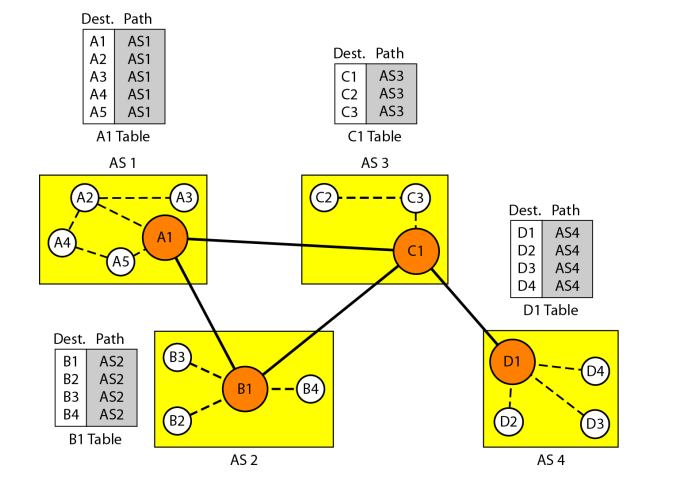 Dest. Path
A1 AS1
A2 AS1
A3 AS1
A4 AS1
A5 AS1
A1 Table
Dest. Path
C1 AS3
C2 AS3
C3 AS3
C1 Table
AS 1
A2
A3
A4
A5
A1
AS 3
C2
C3
C1
Dest. Path
D1 AS4
D2 AS4
D3 AS4
D4 AS4
D1 Table
Dest. Path
B1 AS2
B2 AS2
B3 AS2
B4 AS2
B1 Table
B3
B1
B4
B2
AS 2
D1
D4
D2
D3
AS 4